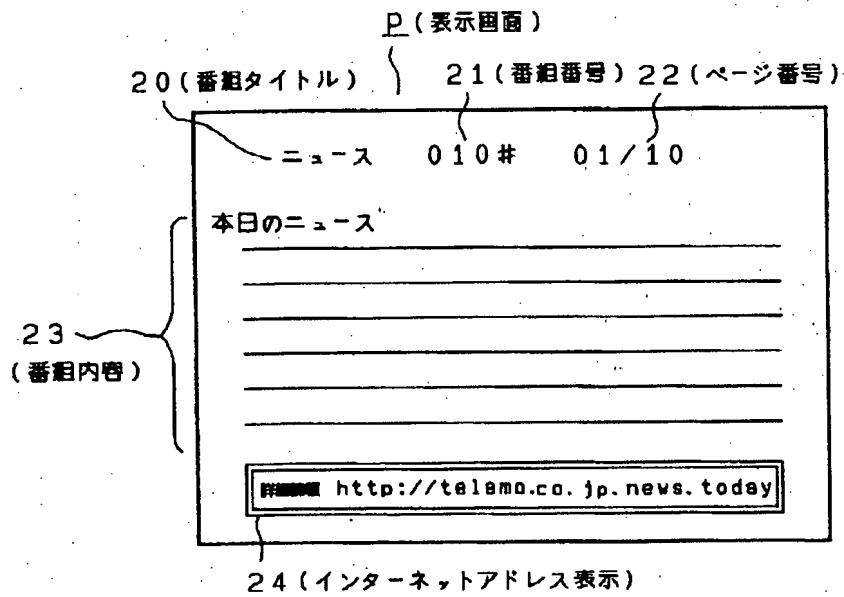 P(表示画面)
20(番組タイトル) 21(番組番号) 22(ページ番号)
ニュース 010# 01/10
本日のニュース
23
(番組内容)
http://telemo.co.jp.news.today
24(インターネットアドレス表示)